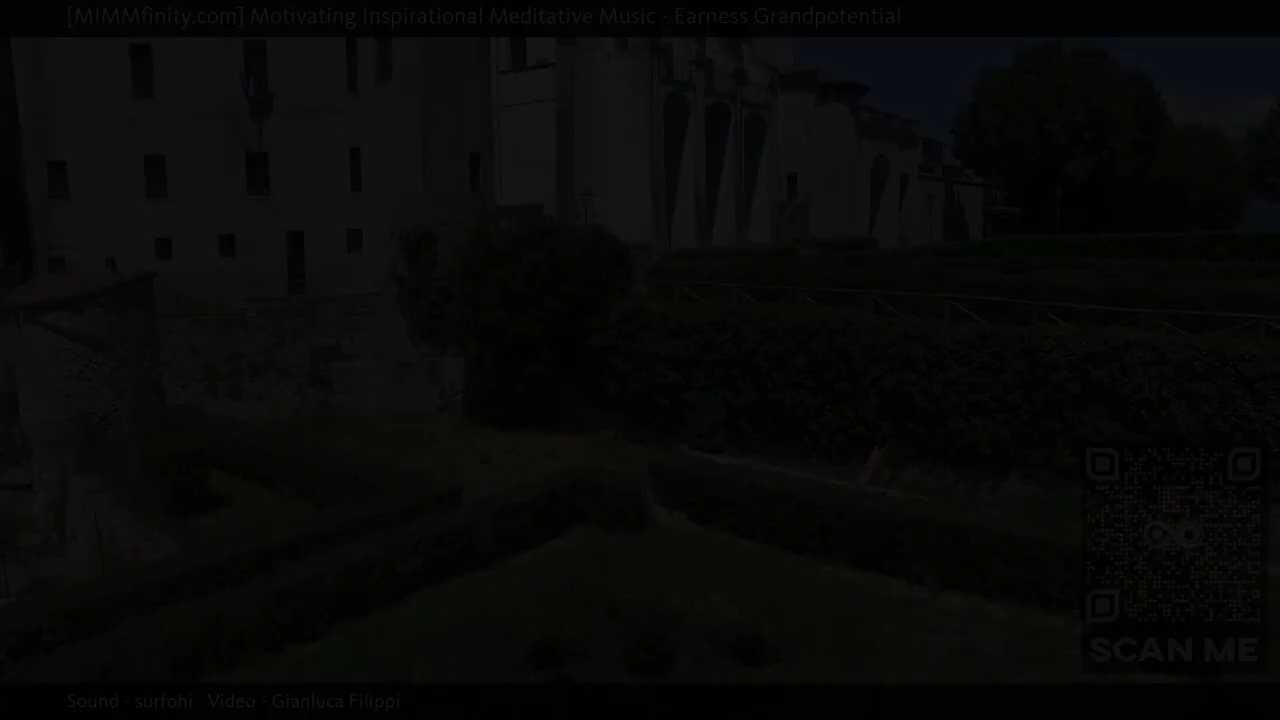 [MIMMfinity.com] Motivating Inspirational Meditative Music - Earness Grandpotential
SCAN ME
Sound - surfohi   Video - Gianluca Filippi